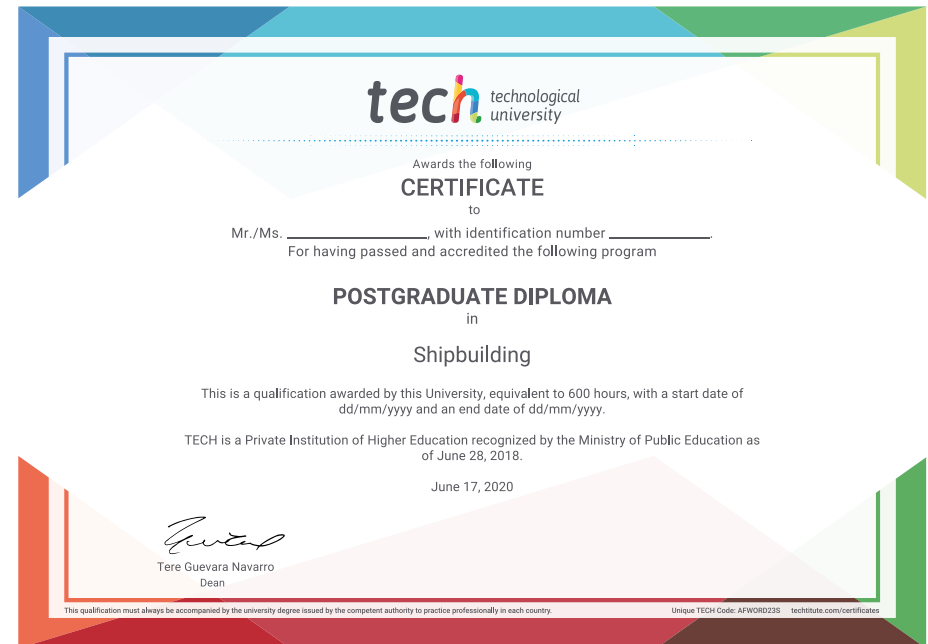 tech technological
university
Awards the following
CERTIFICATE
to
Mr./Ms. ____________________, with identification number ______________.
For having passed and accredited the following program
POSTGRADUATE DIPLOMA
in
Shipbuilding
This is a qualification awarded by this University, equivalent to 600 hours, with a start date of
dd/mm/yyyy and an end date of dd/mm/yyyy.
TECH is a Private Institution of Higher Education recognized by the Ministry of Public Education as
of June 28, 2018.
June 17, 2020
Tere Guevara Navarro
Dean
This qualification must always be accompanied by the university degree issued by the competent authority to practice professionally in each country. Unique TECH Code: AFWORD23S techtitute.com/certificates